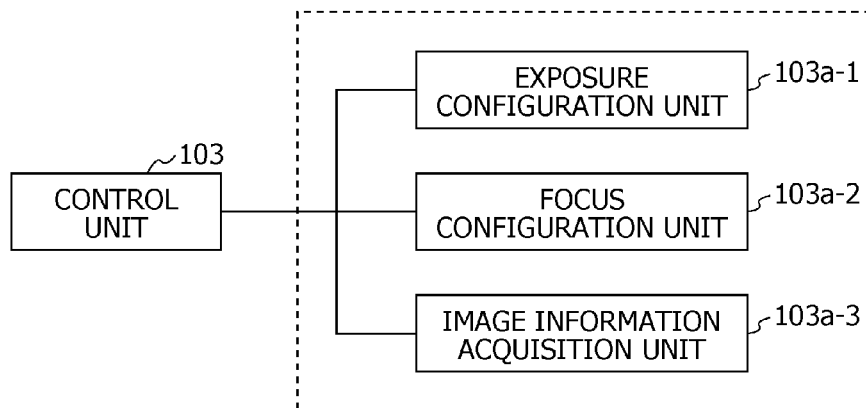 EXPOSURE
CONFIGURATION UNIT
103a-1
103
CONTROL
UNIT
FOCUS
CONFIGURATION UNIT
103a-2
IMAGE INFORMATION
ACQUISITION UNIT
103a-3